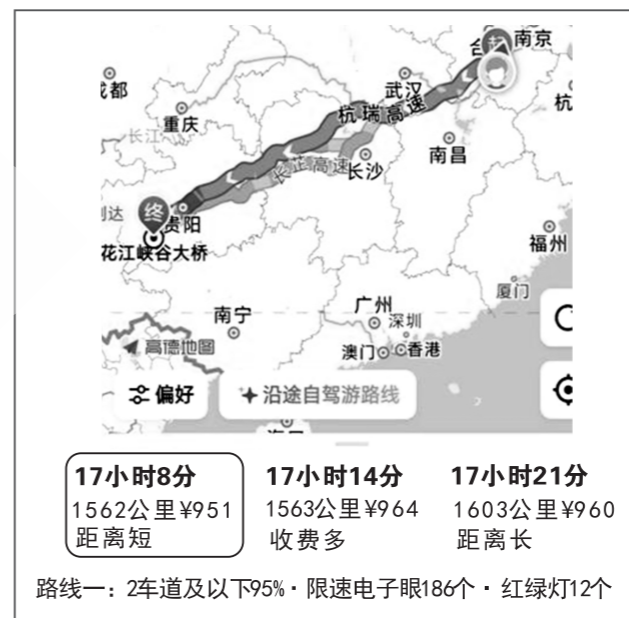 合
起
南京
成都
武汉
杭
重庆
杭瑞高速
长江
南昌
长芷高速
长沙
终
贵阳
花江峡谷大桥
福州
厦门
南宁
广州
深圳
高德地图
澳门
香港
偏好
沿途自驾游路线
17小时8分 17小时14分 17小时21分
1562公里¥951 1563公里¥964 1603公里¥960
距离短 收费多 距离长
路线一：2车道及以下95%·限速电子眼186个·红绿灯12个